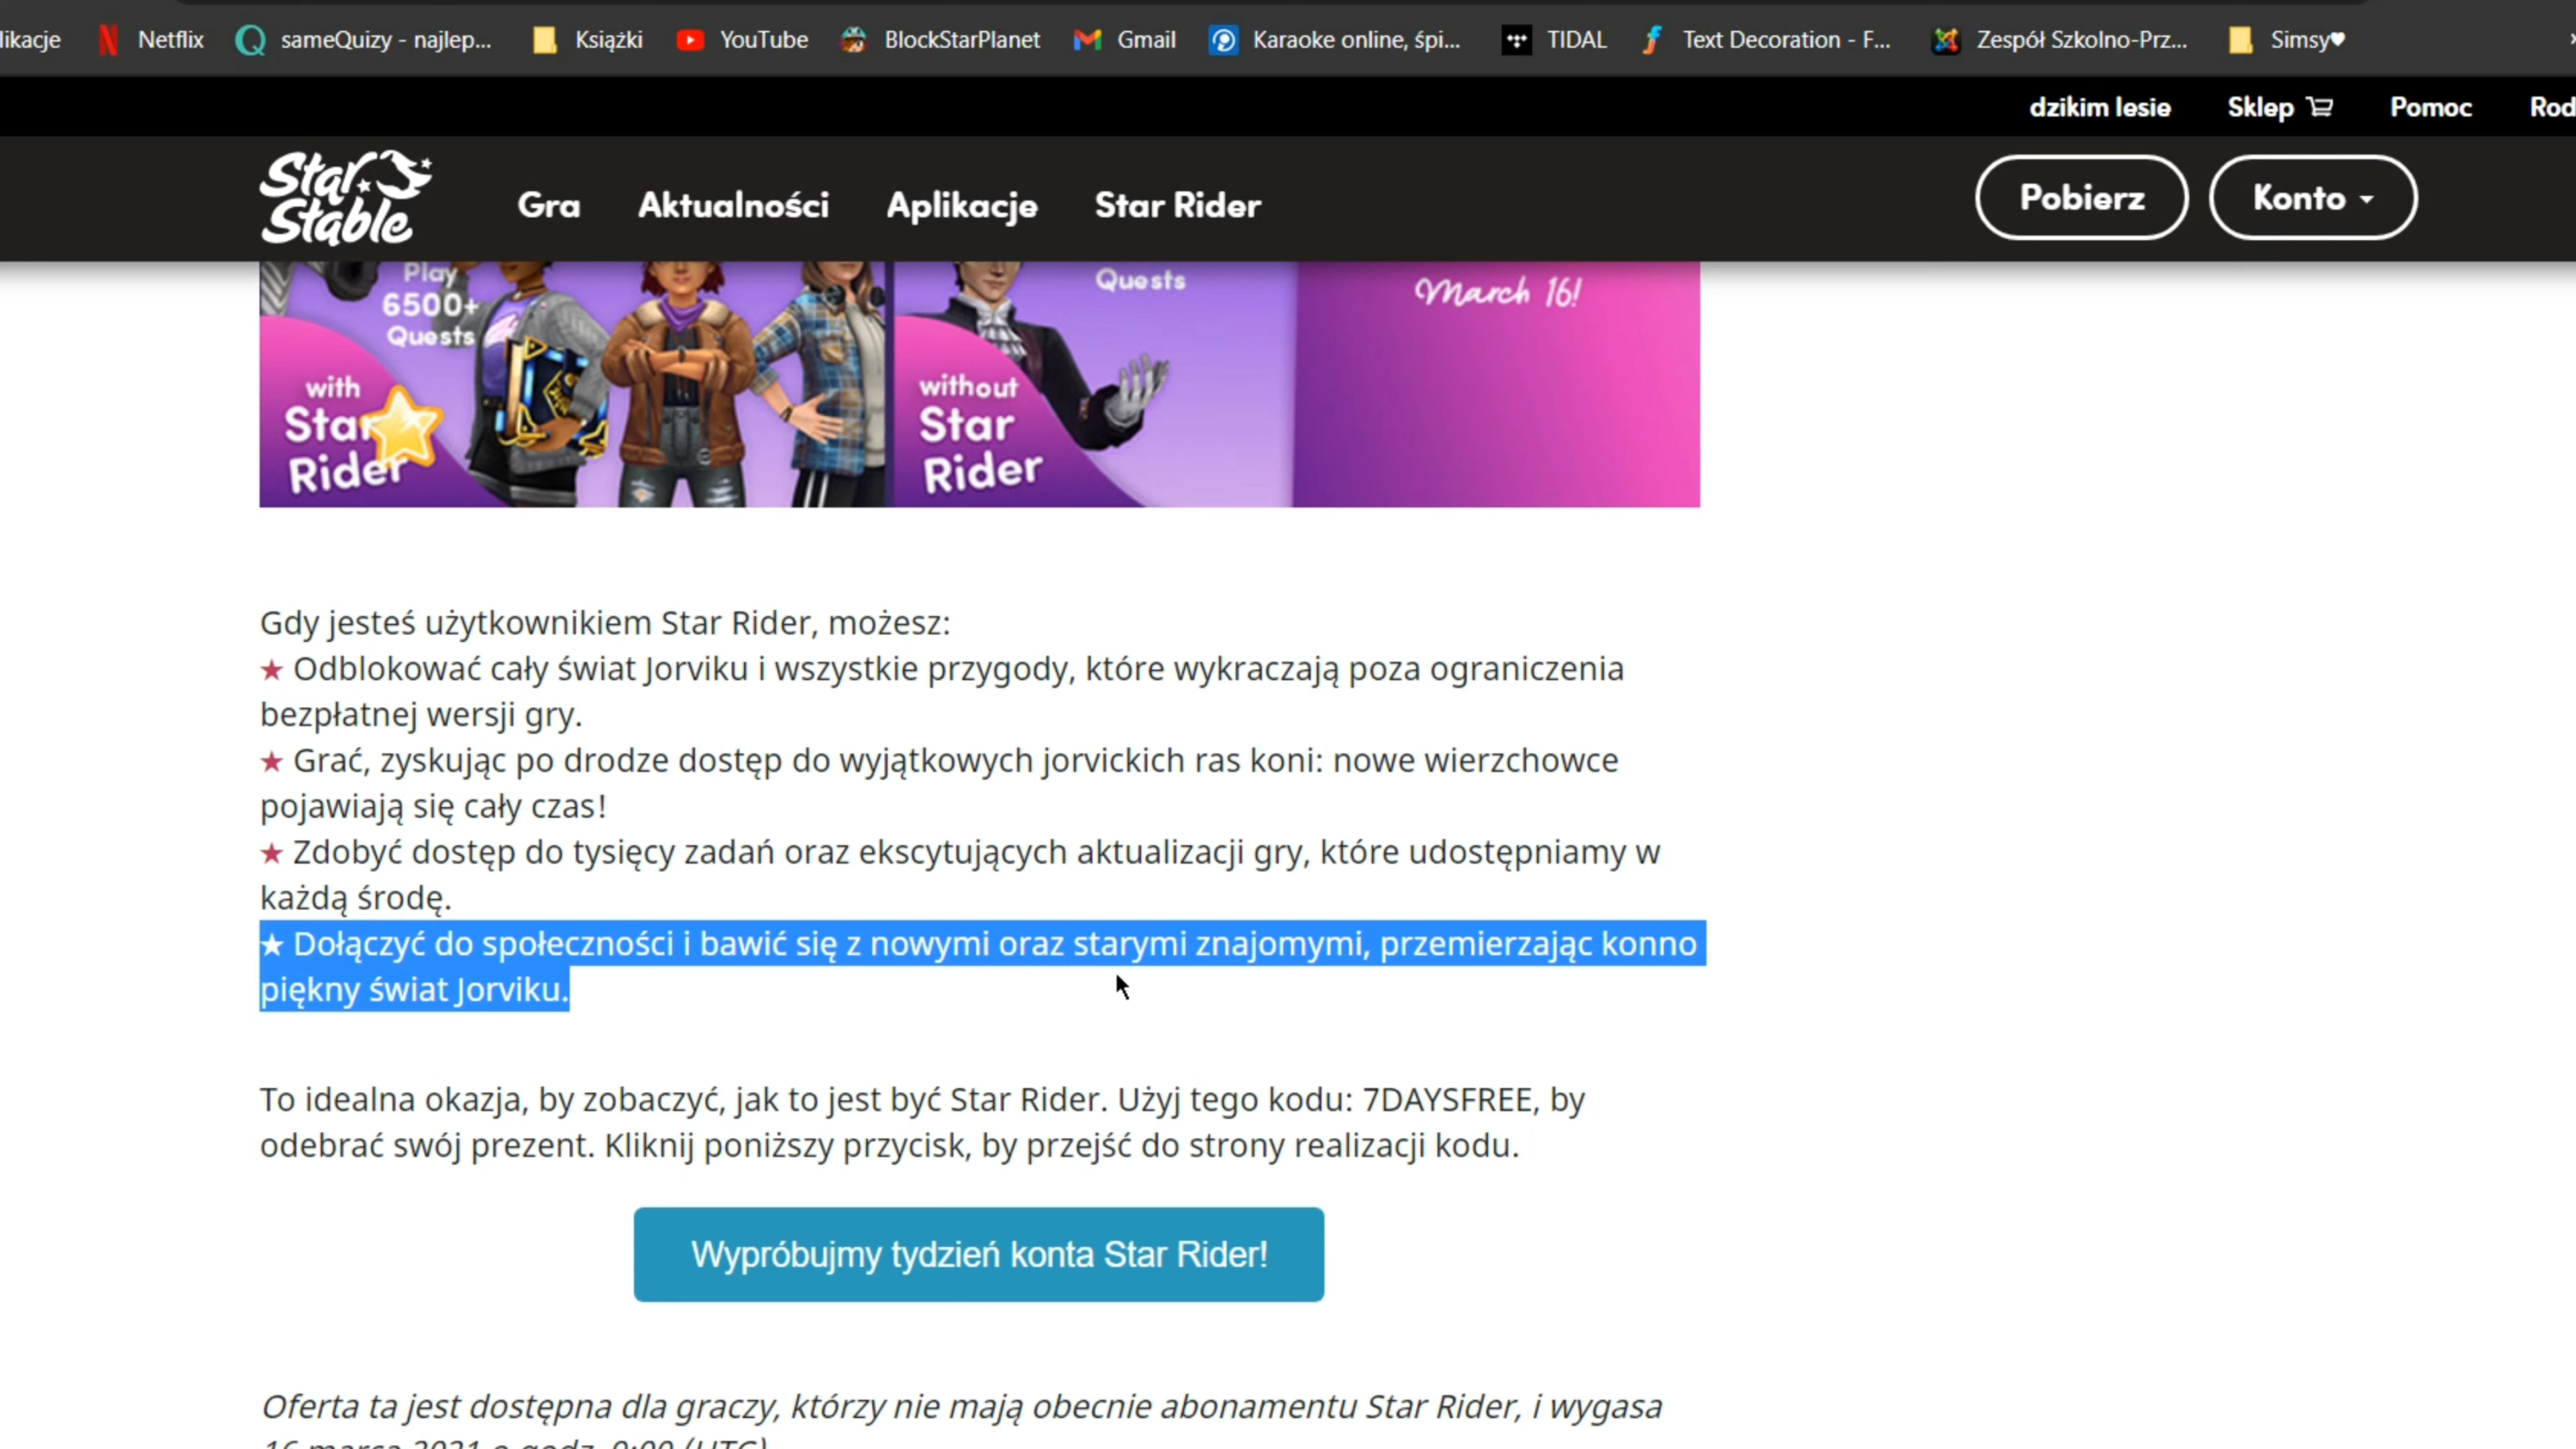 Netflix
sameQuizy - najlep...
Książki
YouTube
BlockStarPlanet
Gmail
Karaoke online, śpi...
TIDAL
Text Decoration - F...
Zespół Szkolno-Prz...
Simsy♥
dzikim lesie
Sklep
Pomoc
Star Stable
Gra
Aktualności
Aplikacje
Star Rider
Pobierz
Konto
Play
6500+
Quests
with
Star
Rider
Quests
without
Star
Rider
March 16!
Gdy jesteś użytkownikiem Star Rider, możesz:
★ Odblokować cały świat Jorviku i wszystkie przygody, które wykraczają poza ograniczenia
bezpłatnej wersji gry.
★ Grać, zyskując po drodze dostęp do wyjątkowych jorvickich ras koni: nowe wierzchowce
pojawiają się cały czas!
★ Zdobyć dostęp do tysięcy zadań oraz ekscytujących aktualizacji gry, które udostępniamy w
każdą środę.
★ Dołączyć do społeczności i bawić się z nowymi oraz starymi znajomymi, przemierzając konno
piękny świat Jorviku.
To idealna okazja, by zobaczyć, jak to jest być Star Rider. Użyj tego kodu: 7DAYSFREE, by
odebrać swój prezent. Kliknij poniższy przycisk, by przejść do strony realizacji kodu.
Wypróbujmy tydzień konta Star Rider!
Oferta ta jest dostępna dla graczy, którzy nie mają obecnie abonamentu Star Rider, i wygasa
16 marca 2021 o godz. 9:00 (UTC)